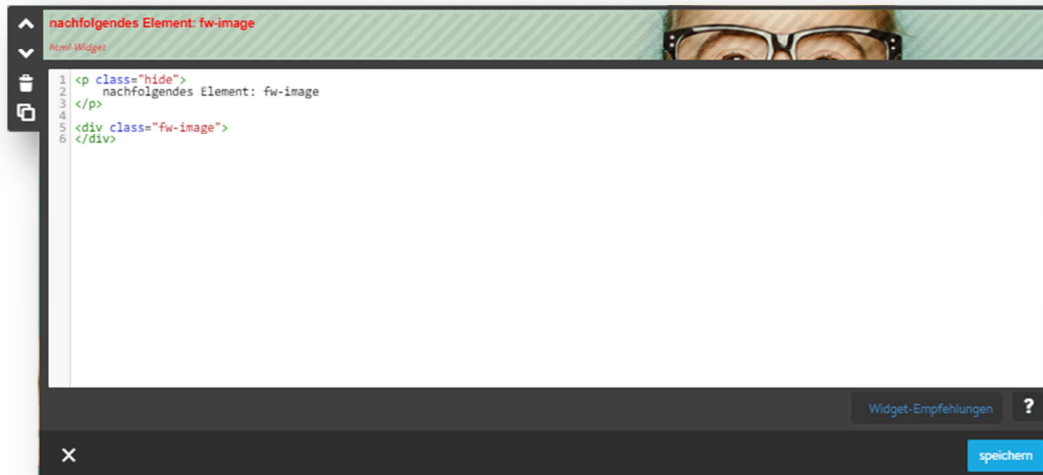 nachfolgendes Element: fw-image
html-Widget
1 <p class="hide">
2 nachfolgendes Element: fw-image
3 </p>
4
5 <div class="fw-image">
6 </div>
Widget-Empfehlungen ?
speichern